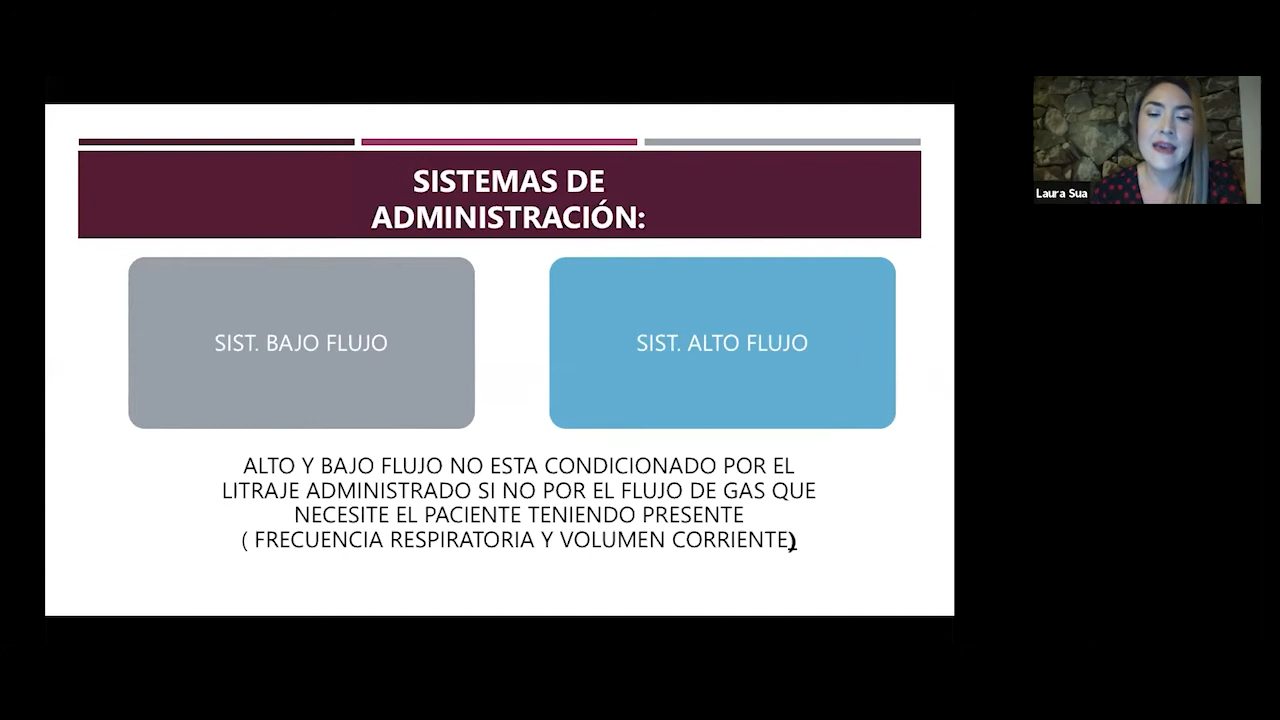 SISTEMAS DE
ADMINISTRACIÓN:
SIST. BAJO FLUJO
SIST. ALTO FLUJO
ALTO Y BAJO FLUJO NO ESTA CONDICIONADO POR EL
LITRAJE ADMINISTRADO SI NO POR EL FLUJO DE GAS QUE
NECESITE EL PACIENTE TENIENDO PRESENTE
( FRECUENCIA RESPIRATORIA Y VOLUMEN CORRIENTE)
Laura Sua